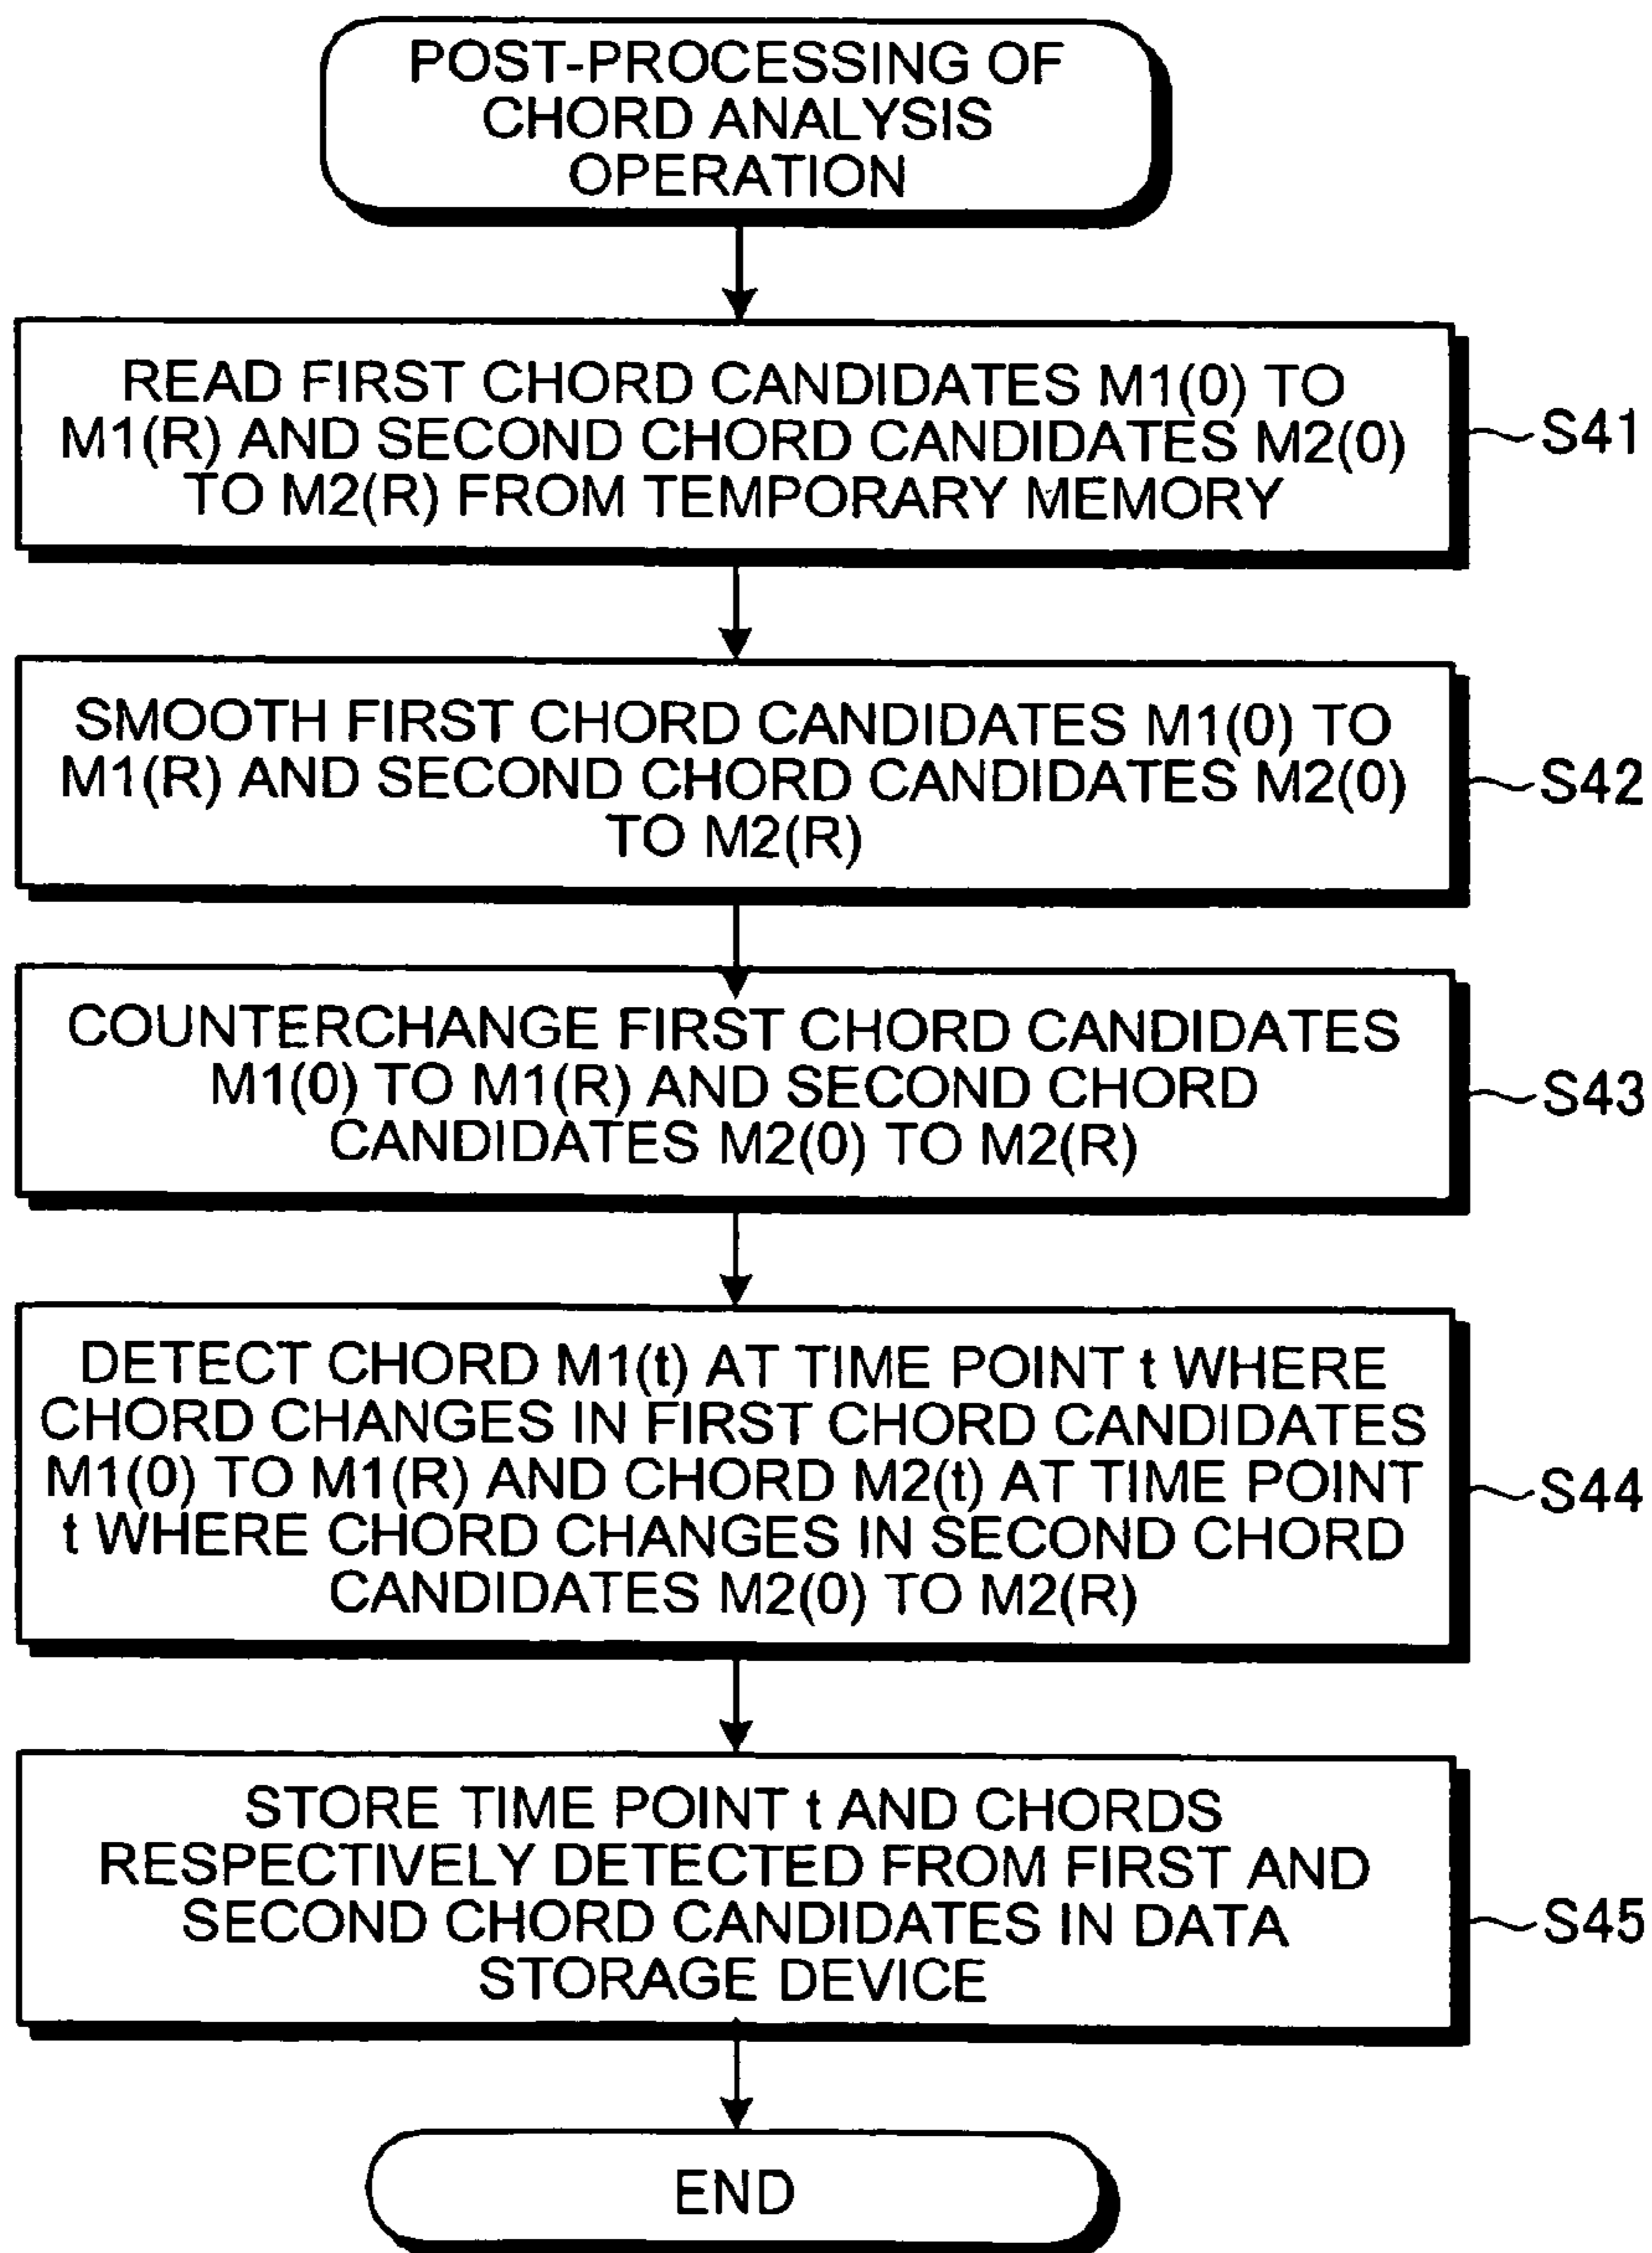 POST-PROCESSING OF
CHORD ANALYSIS
OPERATION
READ FIRST CHORD CANDIDATES M1(0) TO
M1(R) AND SECOND CHORD CANDIDATES M2(0)
TO M2(R) FROM TEMPORARY MEMORY
S41
SMOOTH FIRST CHORD CANDIDATES M1(0) TO
M1(R) AND SECOND CHORD CANDIDATES M2(0)
TO M2(R)
S42
COUNTERCHANGE FIRST CHORD CANDIDATES
M1(0) TO M1(R) AND SECOND CHORD
CANDIDATES M2(0) TO M2(R)
S43
DETECT CHORD M1(t) AT TIME POINT t WHERE
CHORD CHANGES IN FIRST CHORD CANDIDATES
M1(0) TO M1(R) AND CHORD M2(t) AT TIME POINT
t WHERE CHORD CHANGES IN SECOND CHORD
CANDIDATES M2(0) TO M2(R)
S44
STORE TIME POINT t AND CHORDS
RESPECTIVELY DETECTED FROM FIRST AND
SECOND CHORD CANDIDATES IN DATA
STORAGE DEVICE
S45
END